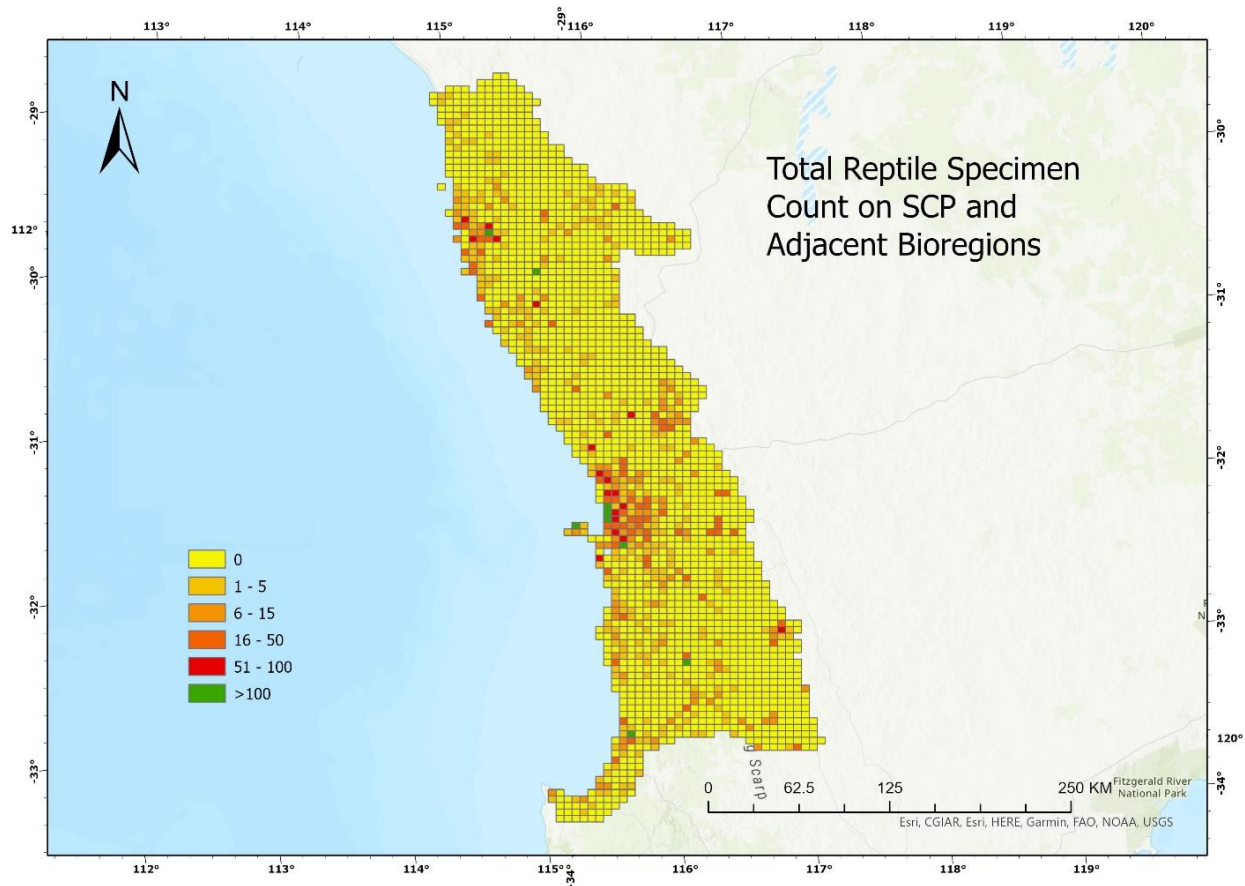 113° 114° 115° -29° 116° 117° 118° 119° 120°
N
-29°
-30°
Total Reptile Specimen
Count on SCP and
Adjacent Bioregions
112°
-30°
-31°
-31°
-32°
0
1 - 5
6 - 15
16 - 50
51 - 100
>100
-32°
-33°
N
120°
-33°
g Scarp
0 62.5 125 250 KM
Fitzgerald River
National Park
-34°
Esri, CGIAR, Esri, HERE, Garmin, FAO, NOAA, USGS
112° 113° 114° 115° -34° 116° 117° 118° 119°